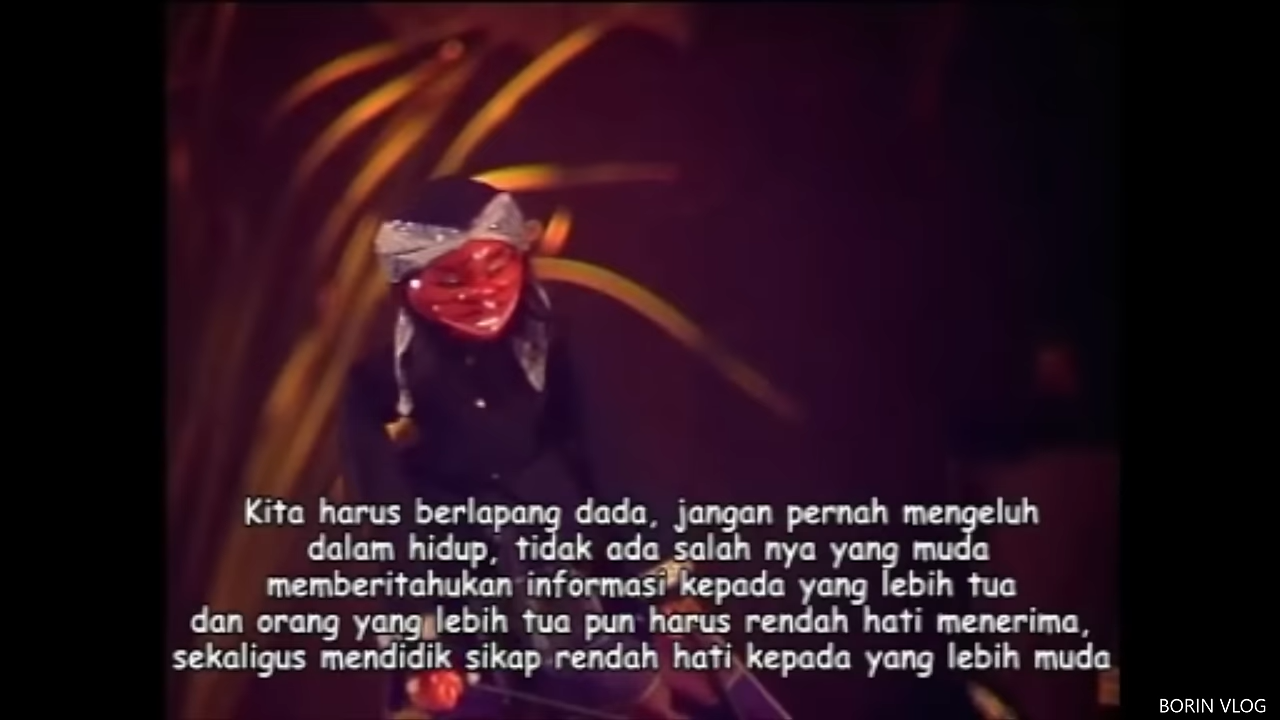 Kita harus berlapang dada, jangan pernah mengeluh
dalam hidup, tidak ada salah nya yang muda
memberitahukan informasi kepada yang lebih tua
dan orang yang lebih tua pun harus rendah hati menerima,
sekaligus mendidik sikap rendah hati kepada yang lebih muda
BORIN VLOG